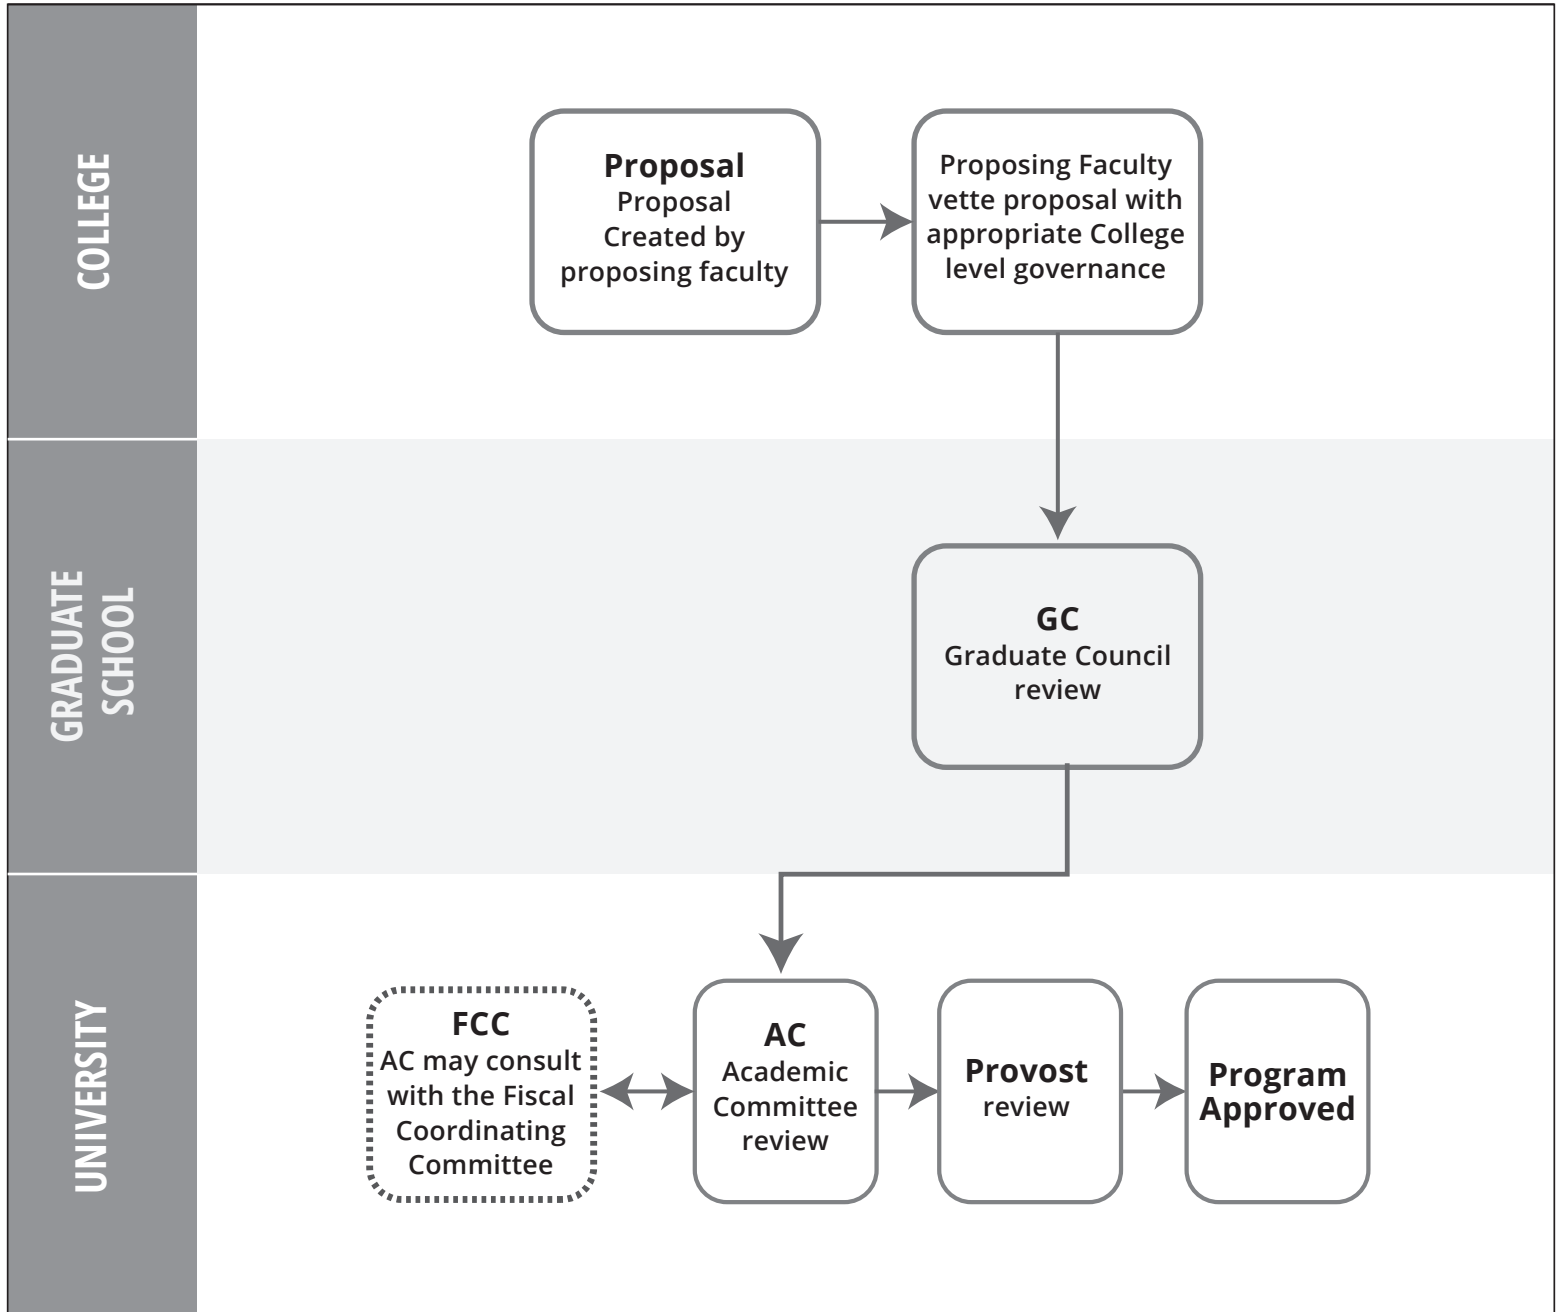 COLLEGE
Proposal
Proposal
Created by
proposing faculty
Proposing Faculty
vette proposal with
appropriate College
level governance
GRADUATE
SCHOOL
GC
Graduate Council
review
UNIVERSITY
FCC
AC may consult
with the Fiscal
Coordinating
Committee
AC
Academic
Committee
review
Provost
review
Program
Approved